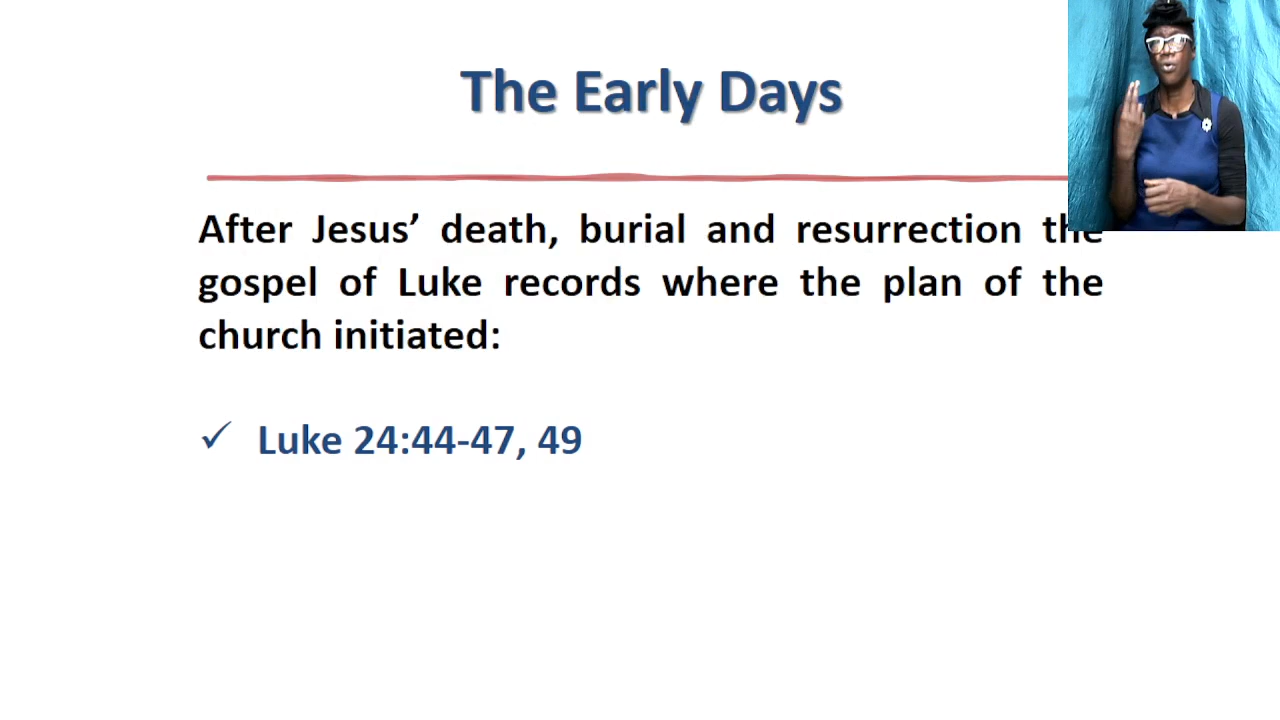 The Early Days
After Jesus’ death, burial and resurrection the
gospel of Luke records where the plan of the
church initiated:
✓ Luke 24:44-47, 49